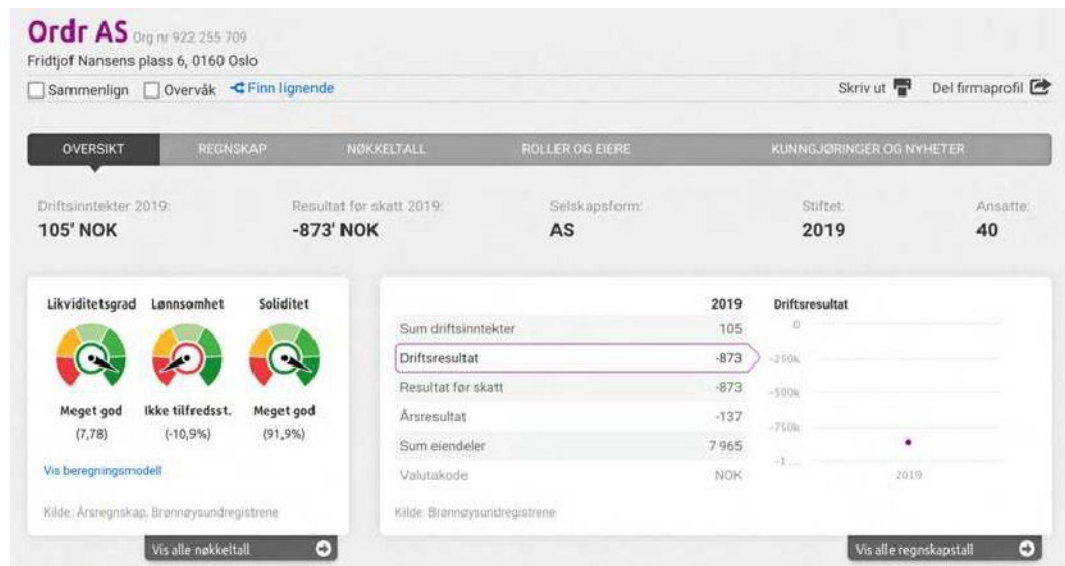 Ordr AS Org nr 922 255 709
Fridtjof Nansens plass 6, 0160 Oslo
Sammenlign Overvåk Finn lignende Skriv ut Del firmaprofil
OVERSIKT REGNSKAP NØKKELTALL ROLLER OG EIERE KUNNGJØRINGER OG NYHETER
Driftsinntekter 2019: Resultat før skatt 2019: Selskapsform: Stiftet: Ansatte:
105' NOK -873' NOK AS 2019 40
Likviditetsgrad Lønnsomhet Soliditet
Meget god Ikke tilfredsst. Meget god
(7,78) (-10,9%) (91,9%)
Vis beregningsmodell
Kilde: Årsregnskap, Brønnøysundregistrene
Vis alle nøkkeltall
2019
Sum driftsinntekter 105
Driftsresultat -873
Resultat før skatt -873
Årsresultat -137
Sum eiendeler 7 965
Valutakode NOK
Kilde: Brønnøysundregistrene
Driftsresultat
0
-250k
-500k
-750k
-1 ...
2019
Vis alle regnskapstall